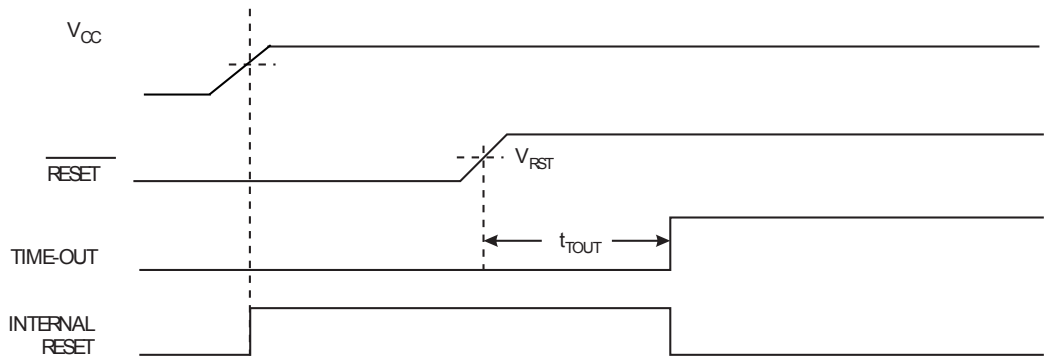 VCC
RESET
VRST
tTOUT
TIME-OUT
INTERNAL
RESET